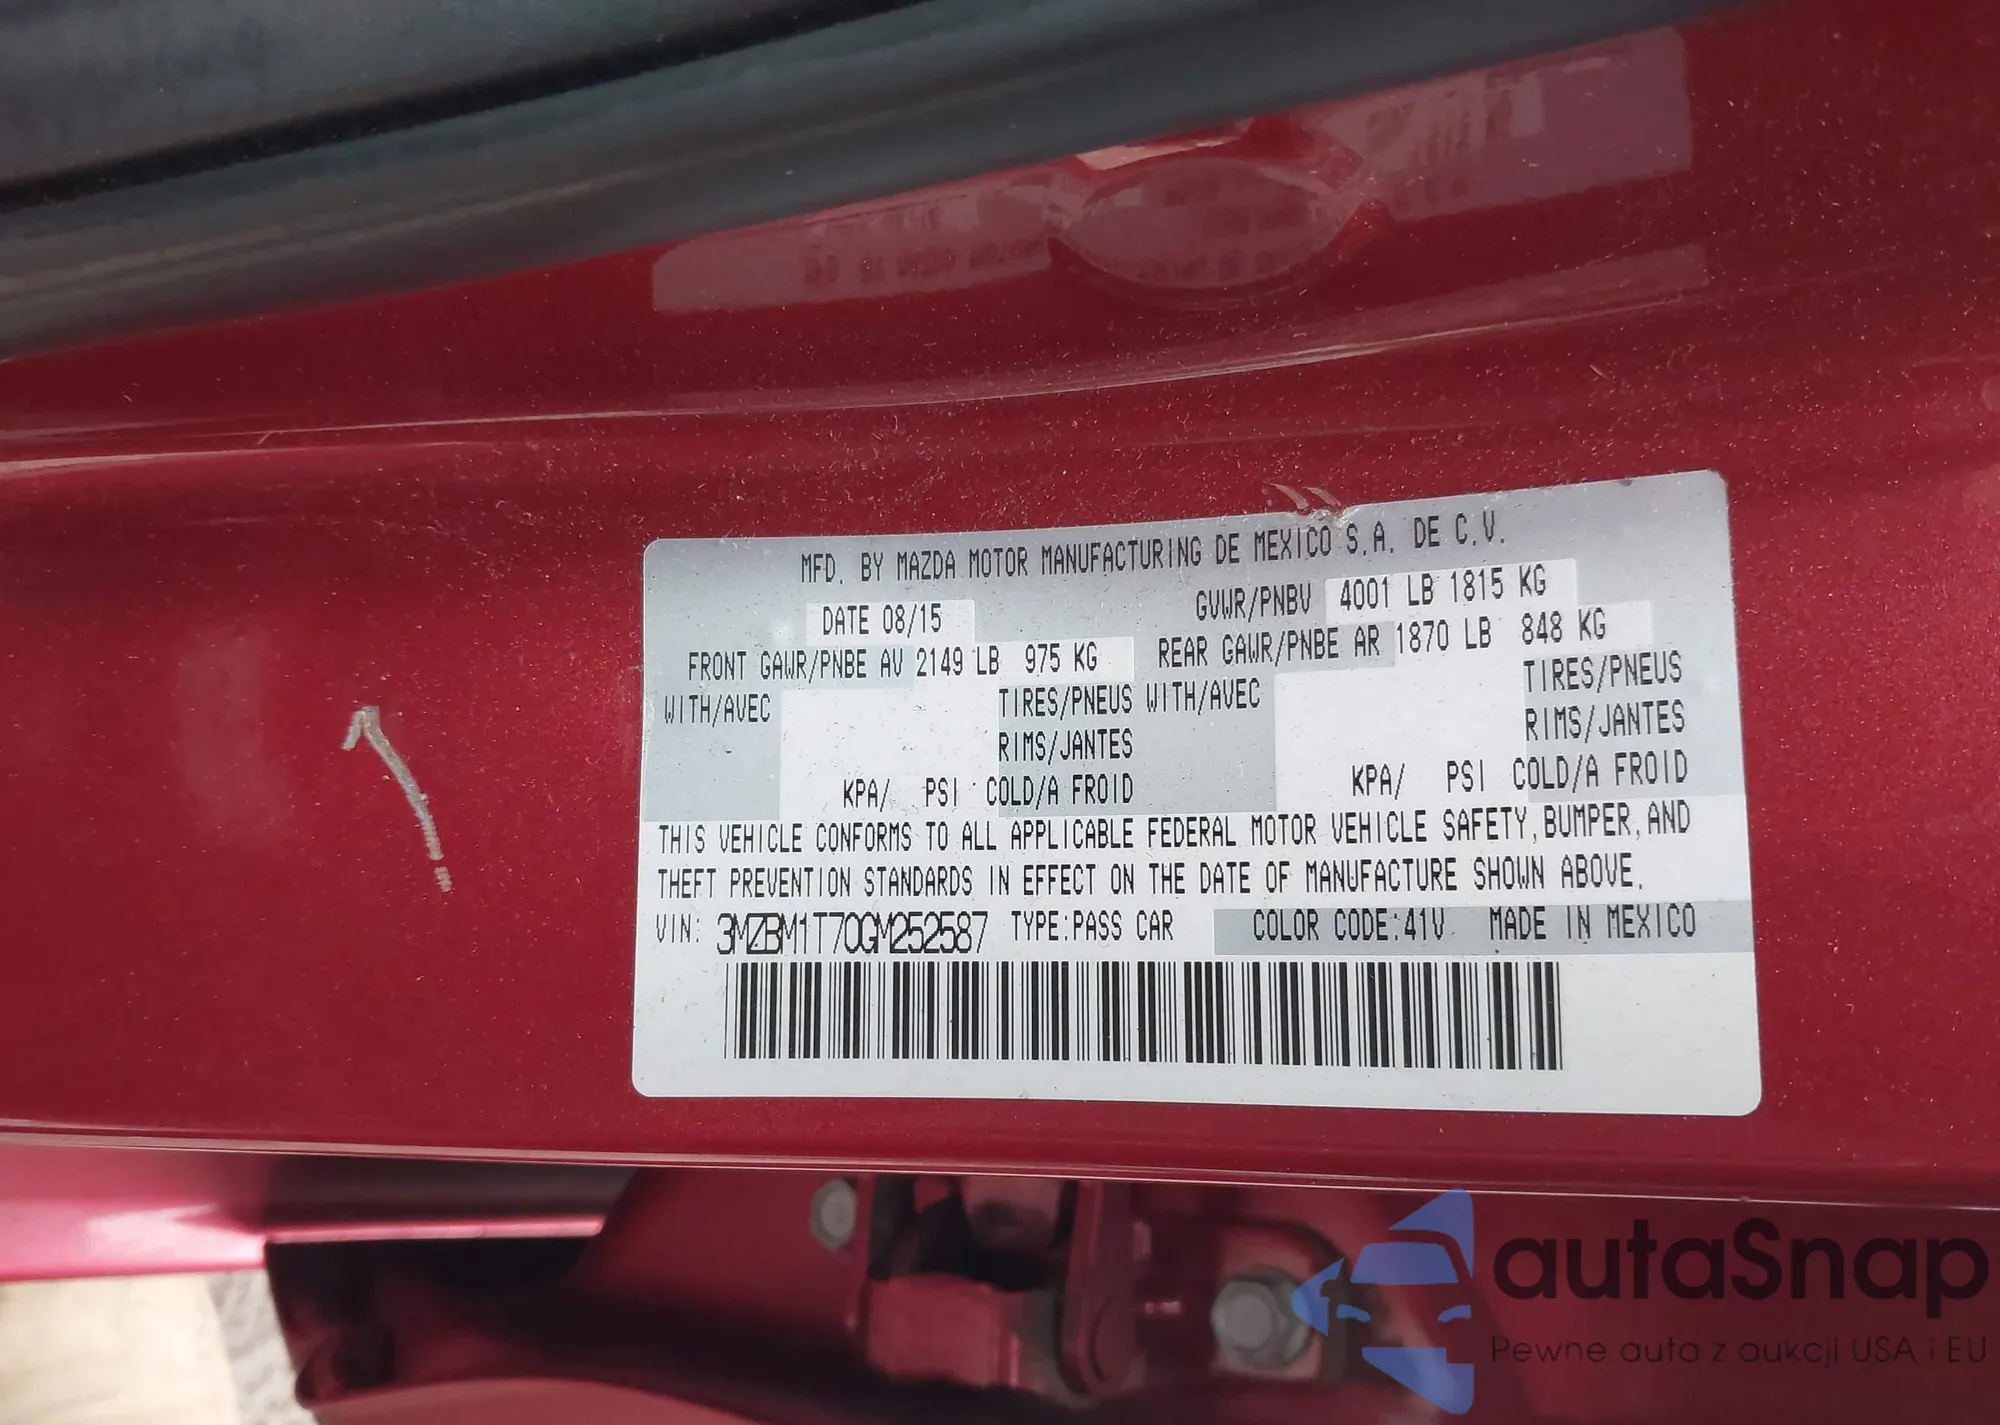 MFD. BY MAZDA MOTOR MANUFACTURING DE MEXICO S.A. DE C.V.
DATE 08/15 GVWR/PNBV 4001 LB 1815 KG
FRONT GAWR/PNBE AV 2149 LB 975 KG REAR GAWR/PNBE AR 1870 LB 848 KG
WITH/AVEC TIRES/PNEUS WITH/AVEC TIRES/PNEUS
RIMS/JANTES RIMS/JANTES
KPA/ PSI COLD/A FROID KPA/ PSI COLD/A FROID
THIS VEHICLE CONFORMS TO ALL APPLICABLE FEDERAL MOTOR VEHICLE SAFETY, BUMPER, AND
THEFT PREVENTION STANDARDS IN EFFECT ON THE DATE OF MANUFACTURE SHOWN ABOVE.
VIN: 3MZBM1T70GM252587 TYPE:PASS CAR COLOR CODE:41V MADE IN MEXICO
autaSnap
Pewne auta z aukcji USA i EU